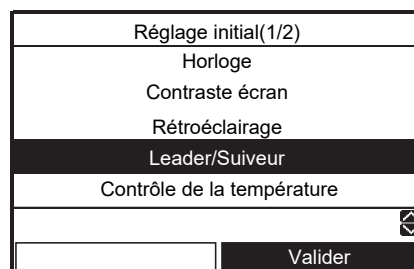 Réglage initial(1/2)
Horloge
Contraste écran
Rétroéclairage
Leader/Suiveur
Contrôle de la température
Valider